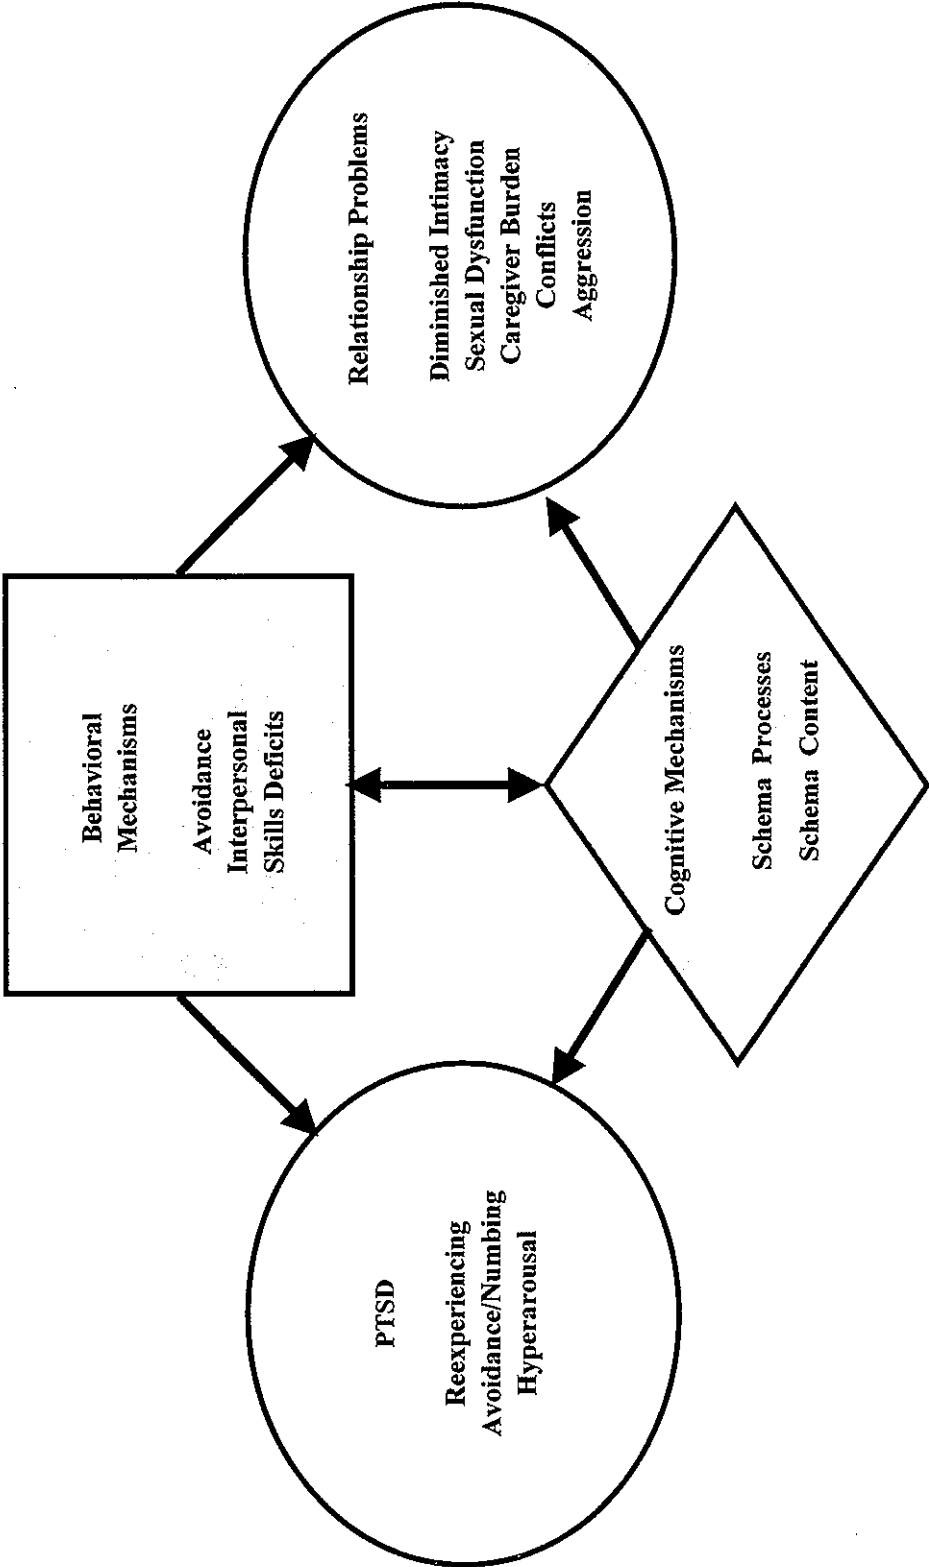 Behavioral
Mechanisms
Avoidance
Interpersonal
Skills Deficits
PTSD
Reexperiencing
Avoidance/Numbing
Hyperarousal
Relationship Problems
Diminished Intimacy
Sexual Dysfunction
Caregiver Burden
Conflicts
Aggression
Cognitive Mechanisms
Schema Processes
Schema Content